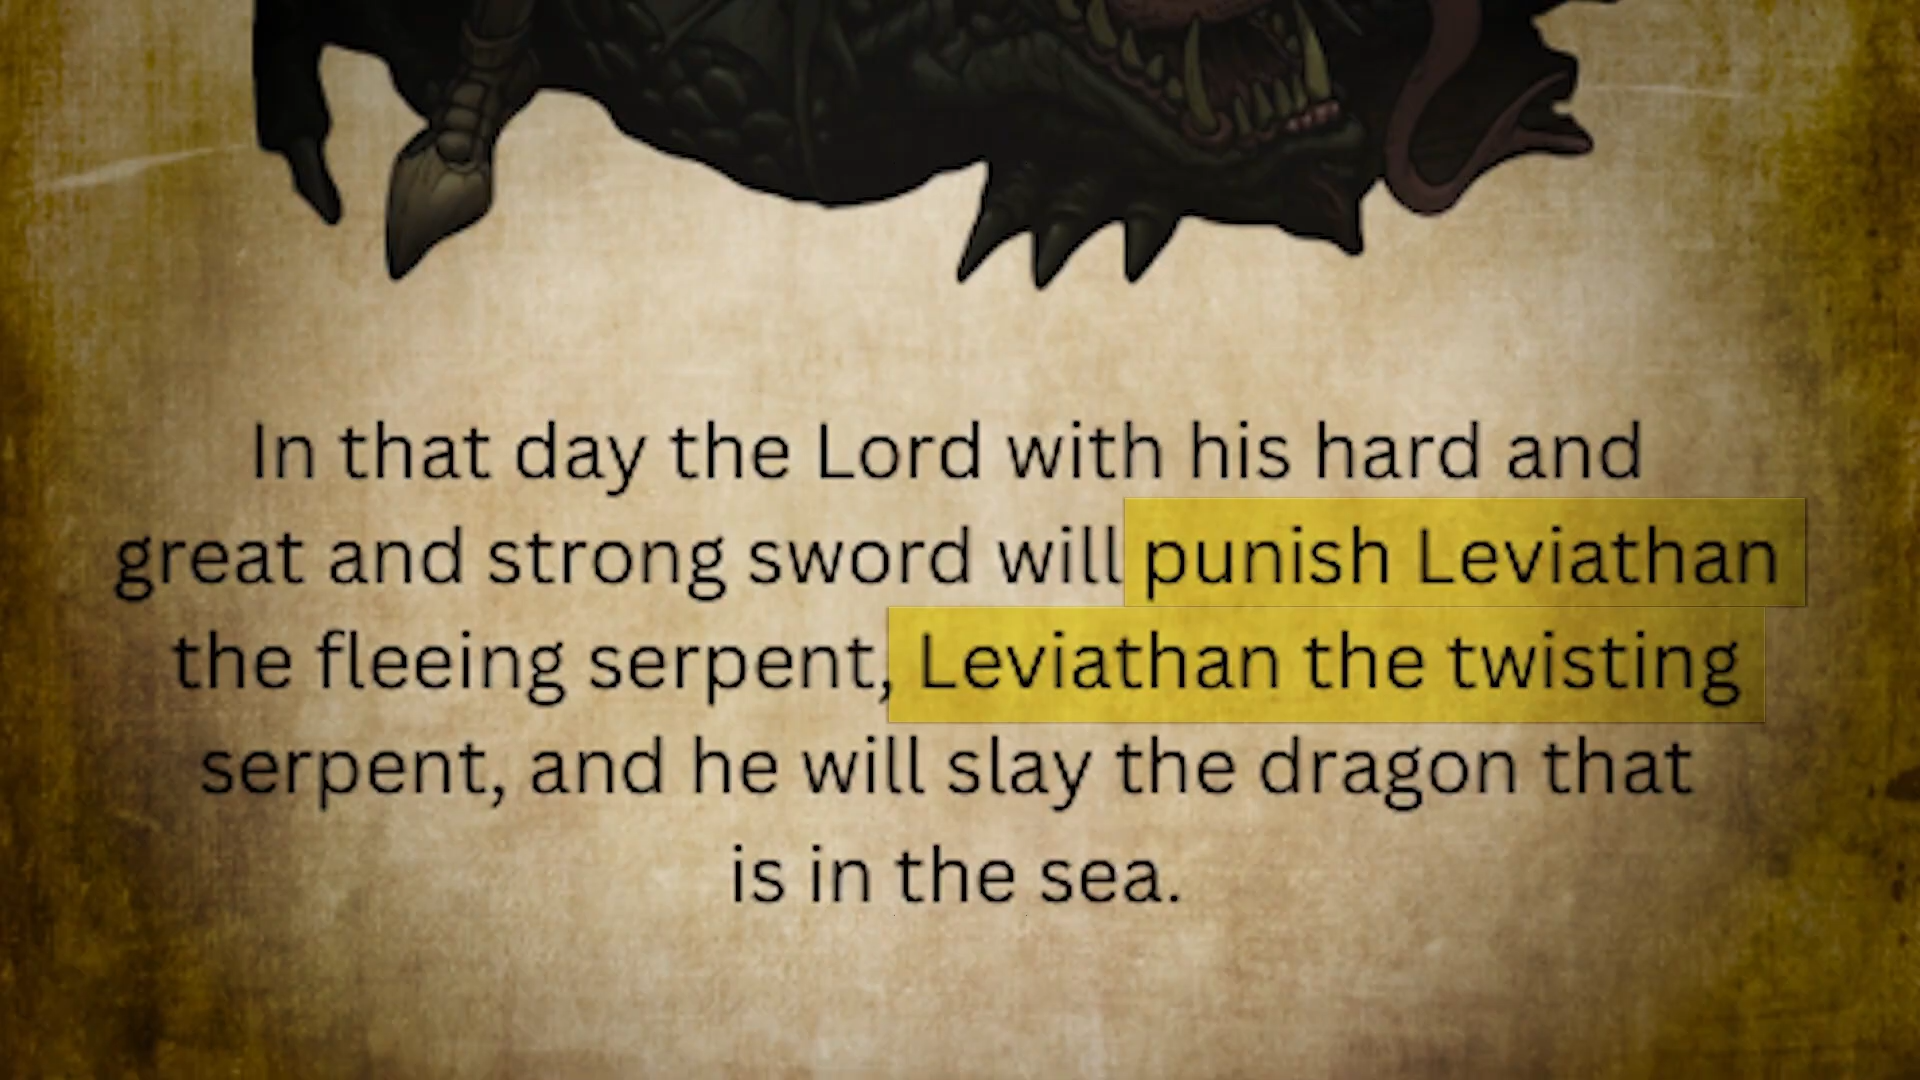 In that day the Lord with his hard and
great and strong sword will punish Leviathan
the fleeing serpent, Leviathan the twisting
serpent, and he will slay the dragon that
is in the sea.